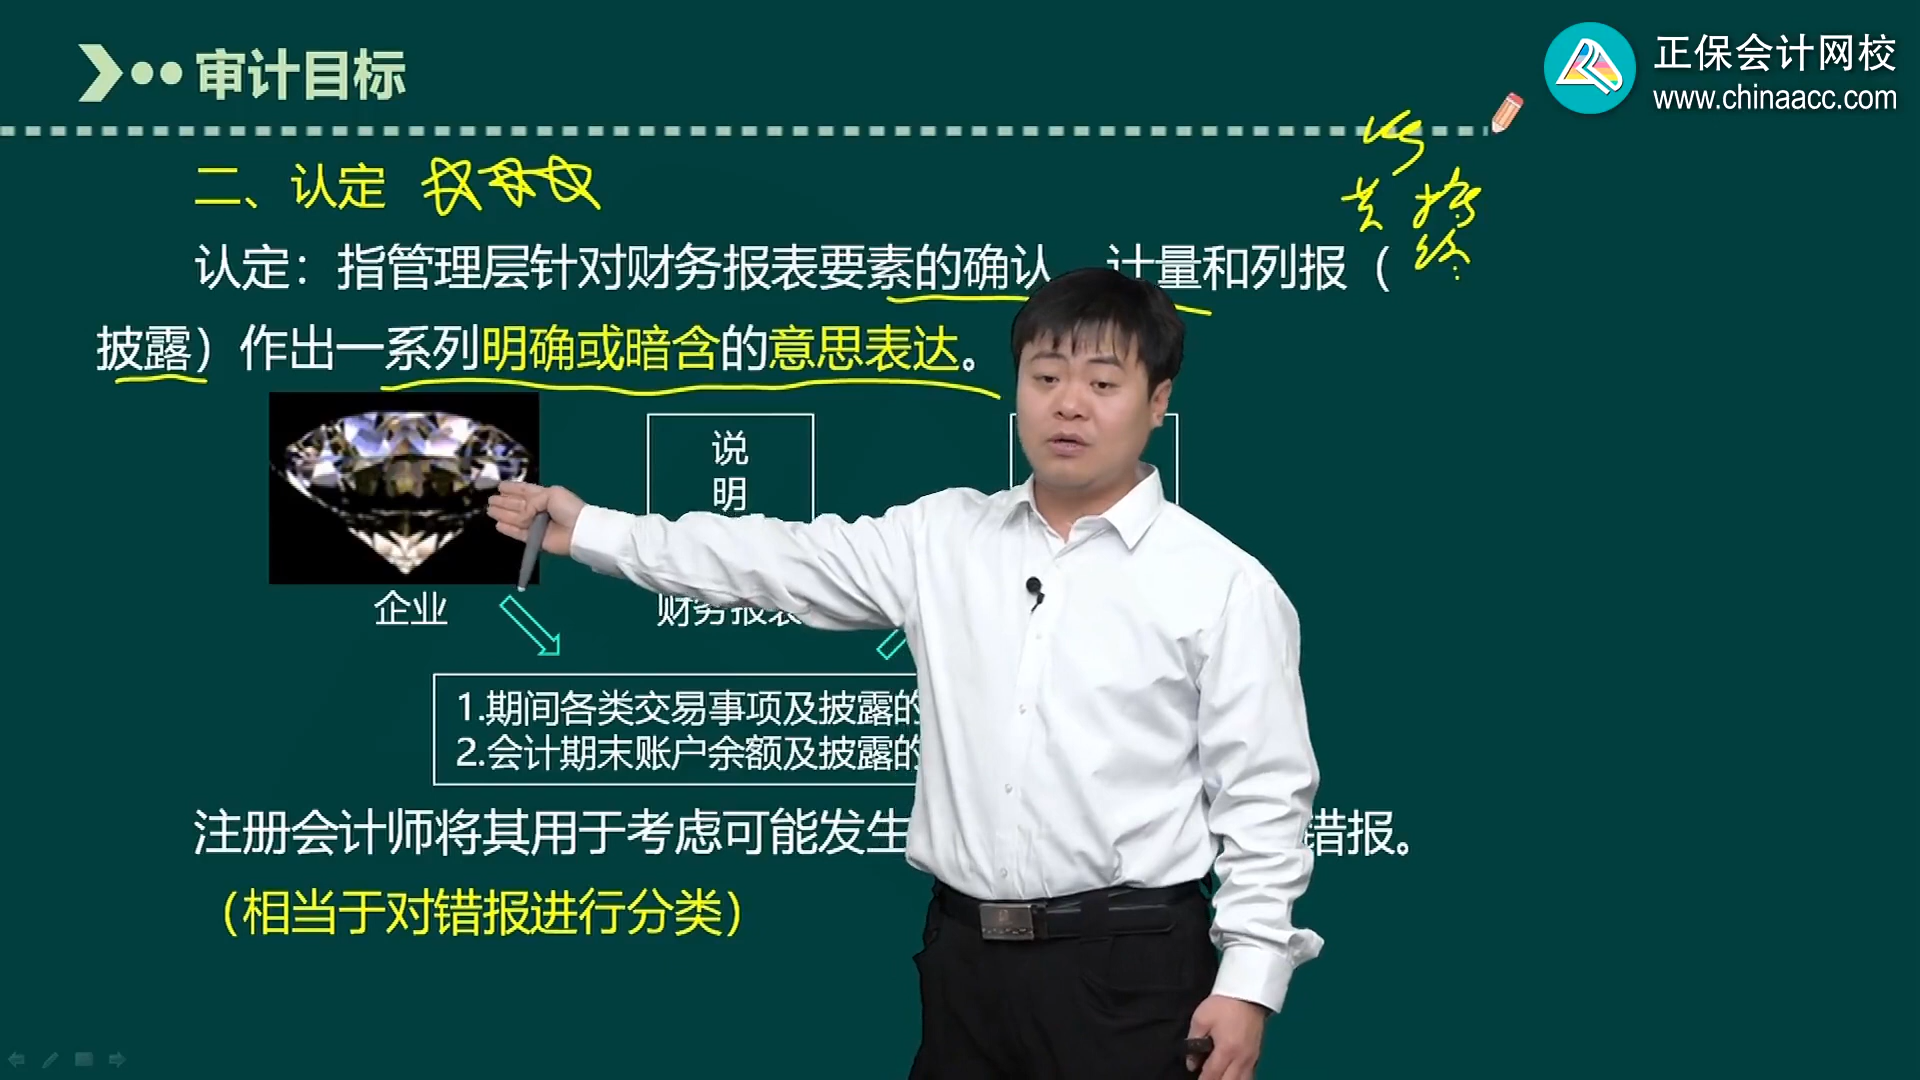 审计目标
正保会计网校
www.chinaacc.com
二、认定
认定：指管理层针对财务报表要素的确认 计量和列报（
披露）作出一系列明确或暗含的意思表达。
说
明
企业
财务报表
1.期间各类交易事项及披露的
2.会计期末账户余额及披露的
注册会计师将其用于考虑可能发生 错报。
（相当于对错报进行分类）